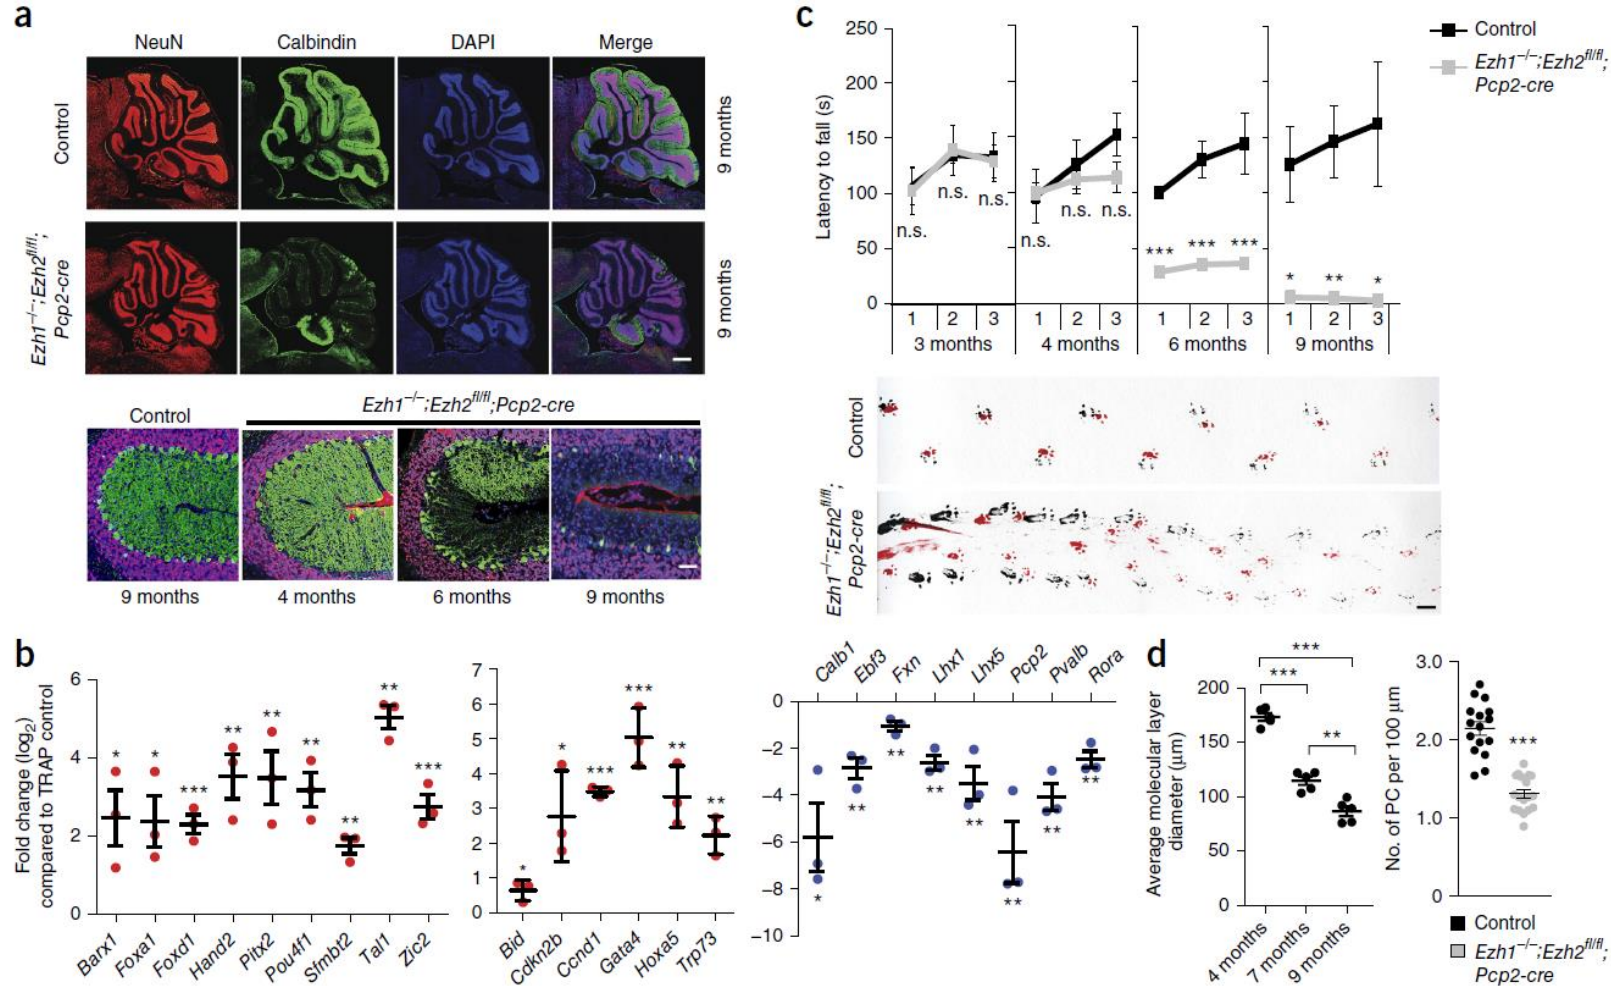 a
NeuN
Calbindin
DAPI
Merge
Control
9 months
Ezh1−/−;Ezh2fl/fl;
Pcp2-cre
9 months
Control
Ezh1−/−;Ezh2fl/fl;Pcp2-cre
9 months
4 months
6 months
9 months
b
Fold change (log2)
compared to TRAP control
6
4
2
0
* * *** ** ** ** ** ** ***
Barx1
Foxa1
Foxd1
Hand2
Pitx2
Pou4f1
Sfmbt2
Tal1
Zic2
7
6
5
4
3
2
1
0
* * *** *** ** **
Bid
Cdkn2b
Ccnd1
Gata4
Hoxa5
Trp73
Calb1
Ebf3
Fxn
Lhx1
Lhx5
Pcp2
Pvalb
Rora
0
−2
−4
−6
−8
−10
* ** ** ** ** ** ** **
c
Latency to fall (s)
250
200
150
100
50
0
n.s. n.s. n.s.
n.s. n.s. n.s.
*** *** ***
* ** *
1 2 3 1 2 3 1 2 3 1 2 3
3 months 4 months 6 months 9 months
Control
Ezh1−/−;Ezh2fl/fl;
Pcp2-cre
Control
Ezh1−/−;Ezh2fl/fl;
Pcp2-cre
d
Average molecular layer
diameter (µm)
200
150
100
50
0
***
***
**
4 months
7 months
9 months
No. of PC per 100 µm
3.0
2.0
1.0
0
***
Control
Ezh1−/−;Ezh2fl/fl;
Pcp2-cre